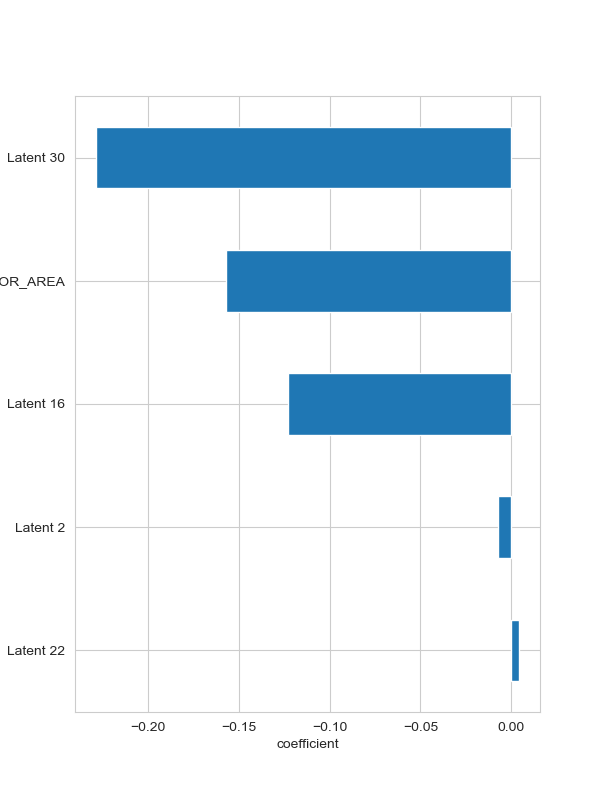 Latent 30
OR_AREA
Latent 16
Latent 2
Latent 22
−0.20 −0.15 −0.10 −0.05 0.00
coefficient